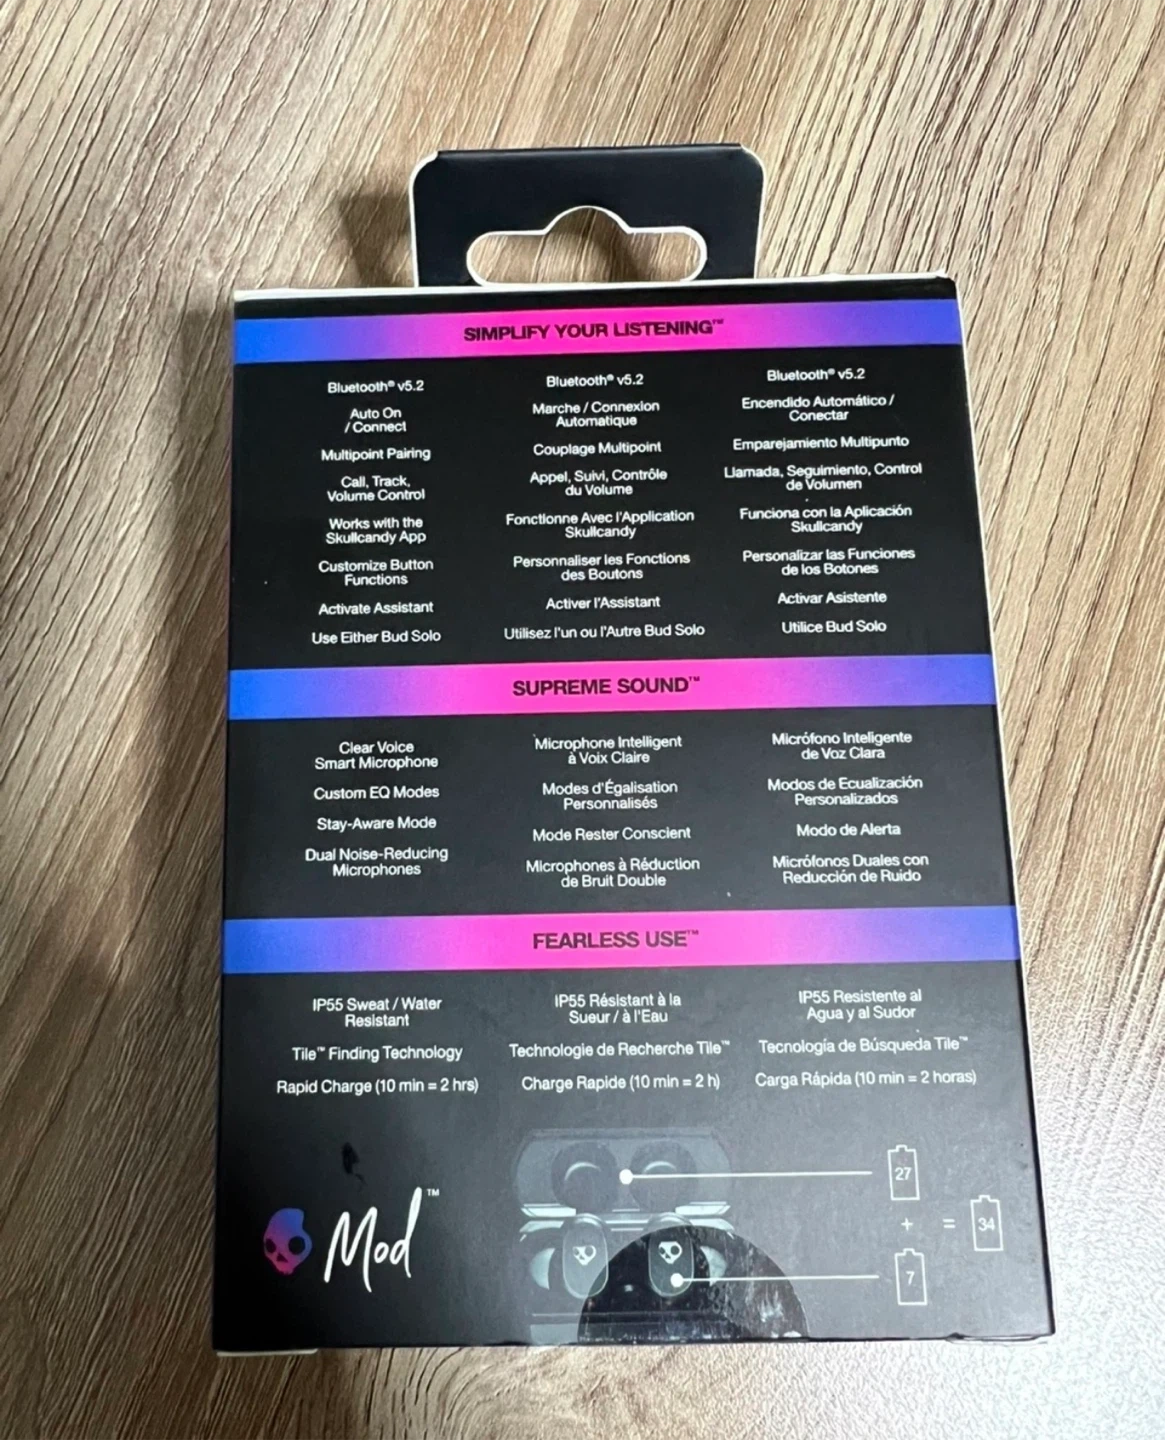 SIMPLIFY YOUR LISTENING™
Bluetooth® v5.2
Auto On
/ Connect
Multipoint Pairing
Call, Track,
Volume Control
Works with the
Skullcandy App
Customize Button
Functions
Activate Assistant
Use Either Bud Solo
Bluetooth® v5.2
Marche / Connexion
Automatique
Couplage Multipoint
Appel, Suivi, Contrôle
du Volume
Fonctionne Avec l'Application
Skullcandy
Personnaliser les Fonctions
des Boutons
Activer l'Assistant
Utilisez l'un ou l'Autre Bud Solo
Bluetooth® v5.2
Encendido Automático /
Conectar
Emparejamiento Multipunto
Llamada, Seguimiento, Control
de Volumen
Funciona con la Aplicación
Skullcandy
Personalizar las Funciones
de los Botones
Activar Asistente
Utilice Bud Solo
SUPREME SOUND™
Clear Voice
Smart Microphone
Custom EQ Modes
Stay-Aware Mode
Dual Noise-Reducing
Microphones
Microphone Intelligent
à Voix Claire
Modes d'Égalisation
Personnalisés
Mode Rester Conscient
Microphones à Réduction
de Bruit Double
Micrófono Inteligente
de Voz Clara
Modos de Ecualización
Personalizados
Modo de Alerta
Micrófonos Duales con
Reducción de Ruido
FEARLESS USE™
IP55 Sweat / Water
Resistant
Tile™ Finding Technology
Rapid Charge (10 min = 2 hrs)
IP55 Résistant à la
Sueur / à l'Eau
Technologie de Recherche Tile™
Charge Rapide (10 min = 2 h)
IP55 Resistente al
Agua y al Sudor
Tecnología de Búsqueda Tile™
Carga Rápida (10 min = 2 horas)
Mod™
27
+ = 34
7